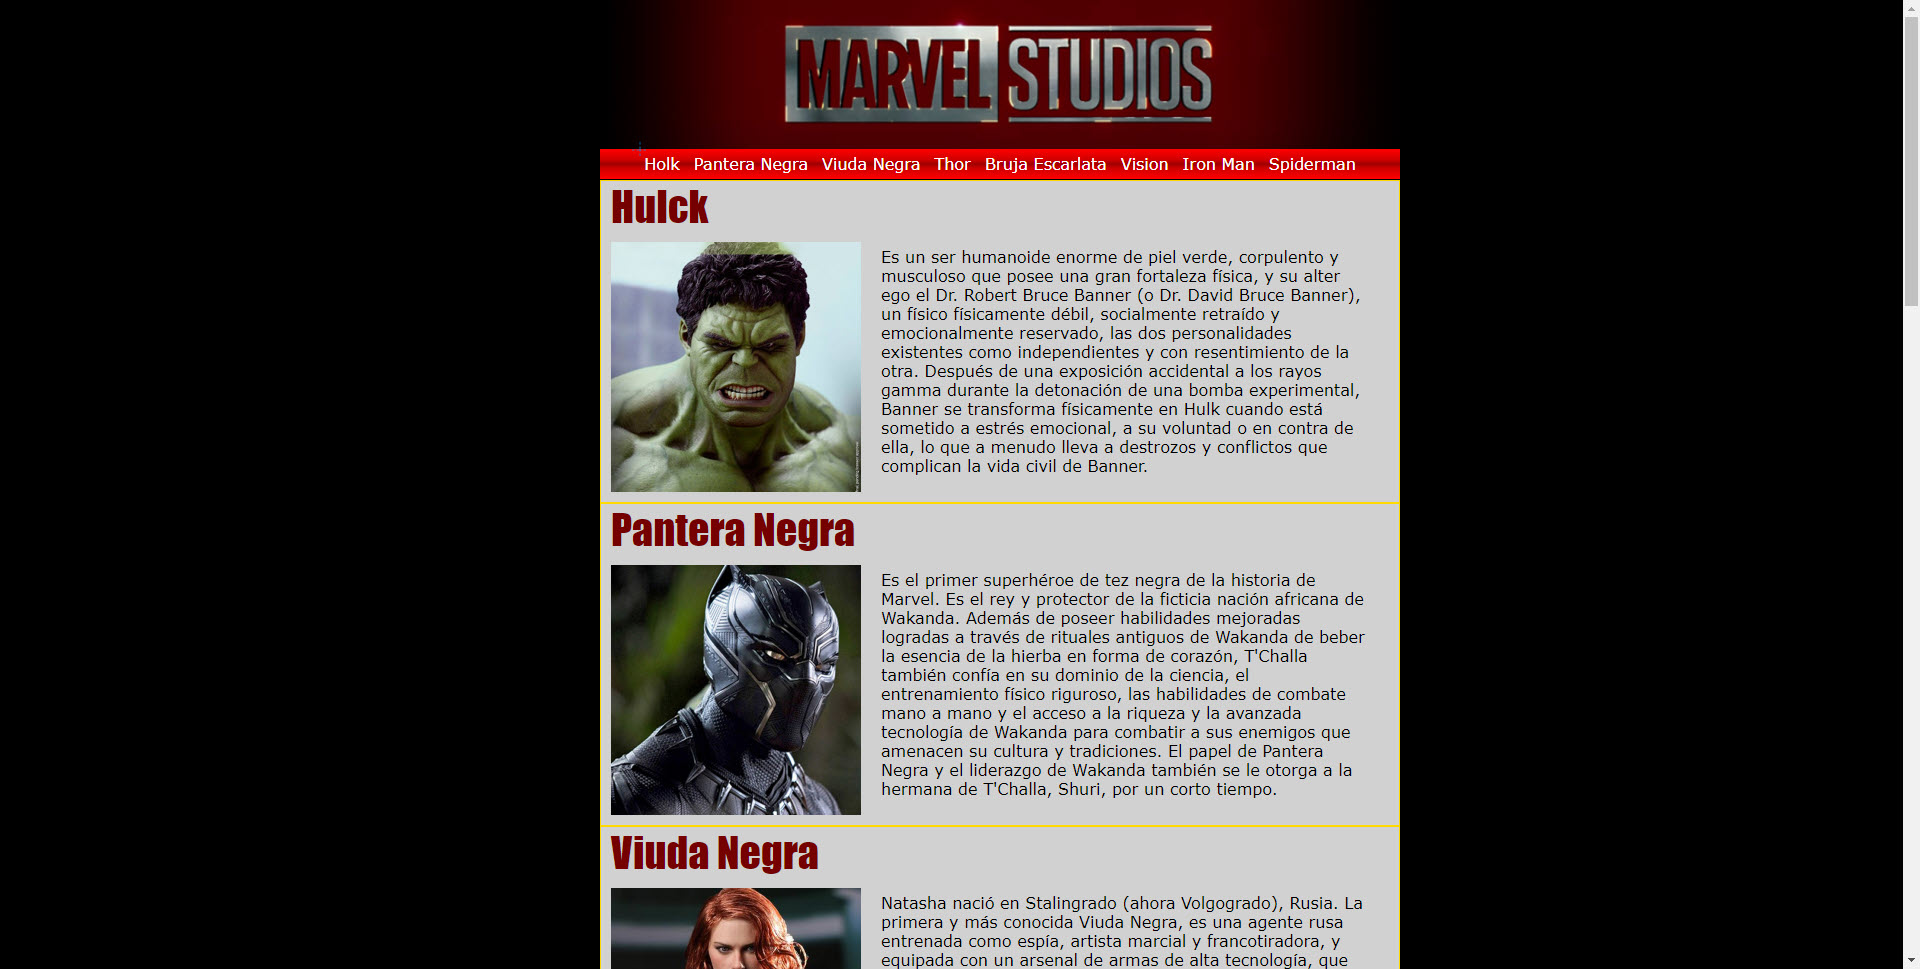 MARVEL STUDIOS
Holk Pantera Negra Viuda Negra Thor Bruja Escarlata Vision Iron Man Spiderman
Hulck
Es un ser humanoide enorme de piel verde, corpulento y
musculoso que posee una gran fortaleza física, y su alter
ego el Dr. Robert Bruce Banner (o Dr. David Bruce Banner),
un físico físicamente débil, socialmente retraído y
emocionalmente reservado, las dos personalidades
existentes como independientes y con resentimiento de la
otra. Después de una exposición accidental a los rayos
gamma durante la detonación de una bomba experimental,
Banner se transforma físicamente en Hulk cuando está
sometido a estrés emocional, a su voluntad o en contra de
ella, lo que a menudo lleva a destrozos y conflictos que
complican la vida civil de Banner.
Pantera Negra
Es el primer superhéroe de tez negra de la historia de
Marvel. Es el rey y protector de la ficticia nación africana de
Wakanda. Además de poseer habilidades mejoradas
logradas a través de rituales antiguos de Wakanda de beber
la esencia de la hierba en forma de corazón, T'Challa
también confía en su dominio de la ciencia, el
entrenamiento físico riguroso, las habilidades de combate
mano a mano y el acceso a la riqueza y la avanzada
tecnología de Wakanda para combatir a sus enemigos que
amenacen su cultura y tradiciones. El papel de Pantera
Negra y el liderazgo de Wakanda también se le otorga a la
hermana de T'Challa, Shuri, por un corto tiempo.
Viuda Negra
Natasha nació en Stalingrado (ahora Volgogrado), Rusia. La
primera y más conocida Viuda Negra, es una agente rusa
entrenada como espía, artista marcial y francotiradora, y
equipada con un arsenal de armas de alta tecnología, que